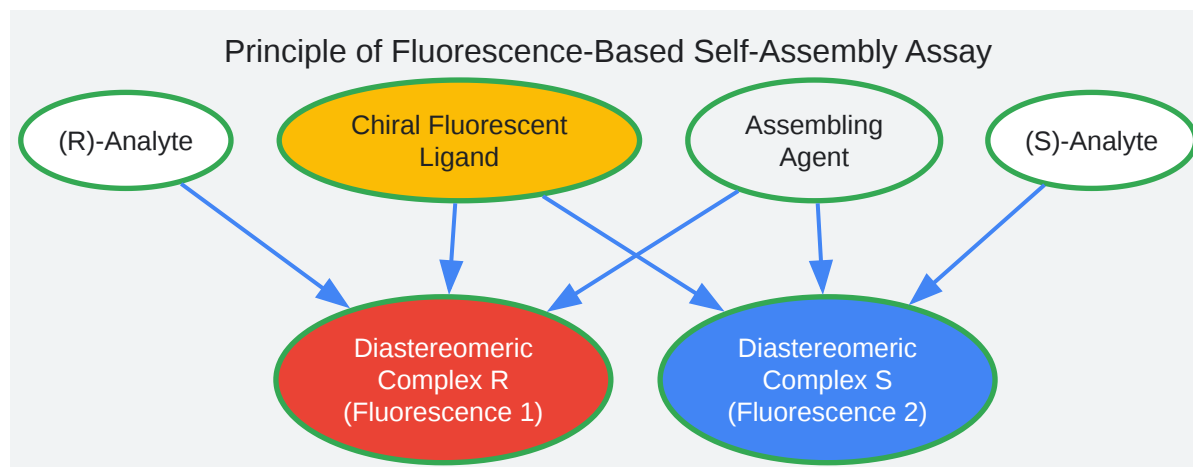 Principle of Fluorescence-Based Self-Assembly Assay
(R)-Analyte
Chiral Fluorescent
Ligand
Assembling
Agent
(S)-Analyte
Diastereomeric
Complex R
(Fluorescence 1)
Diastereomeric
Complex S
(Fluorescence 2)